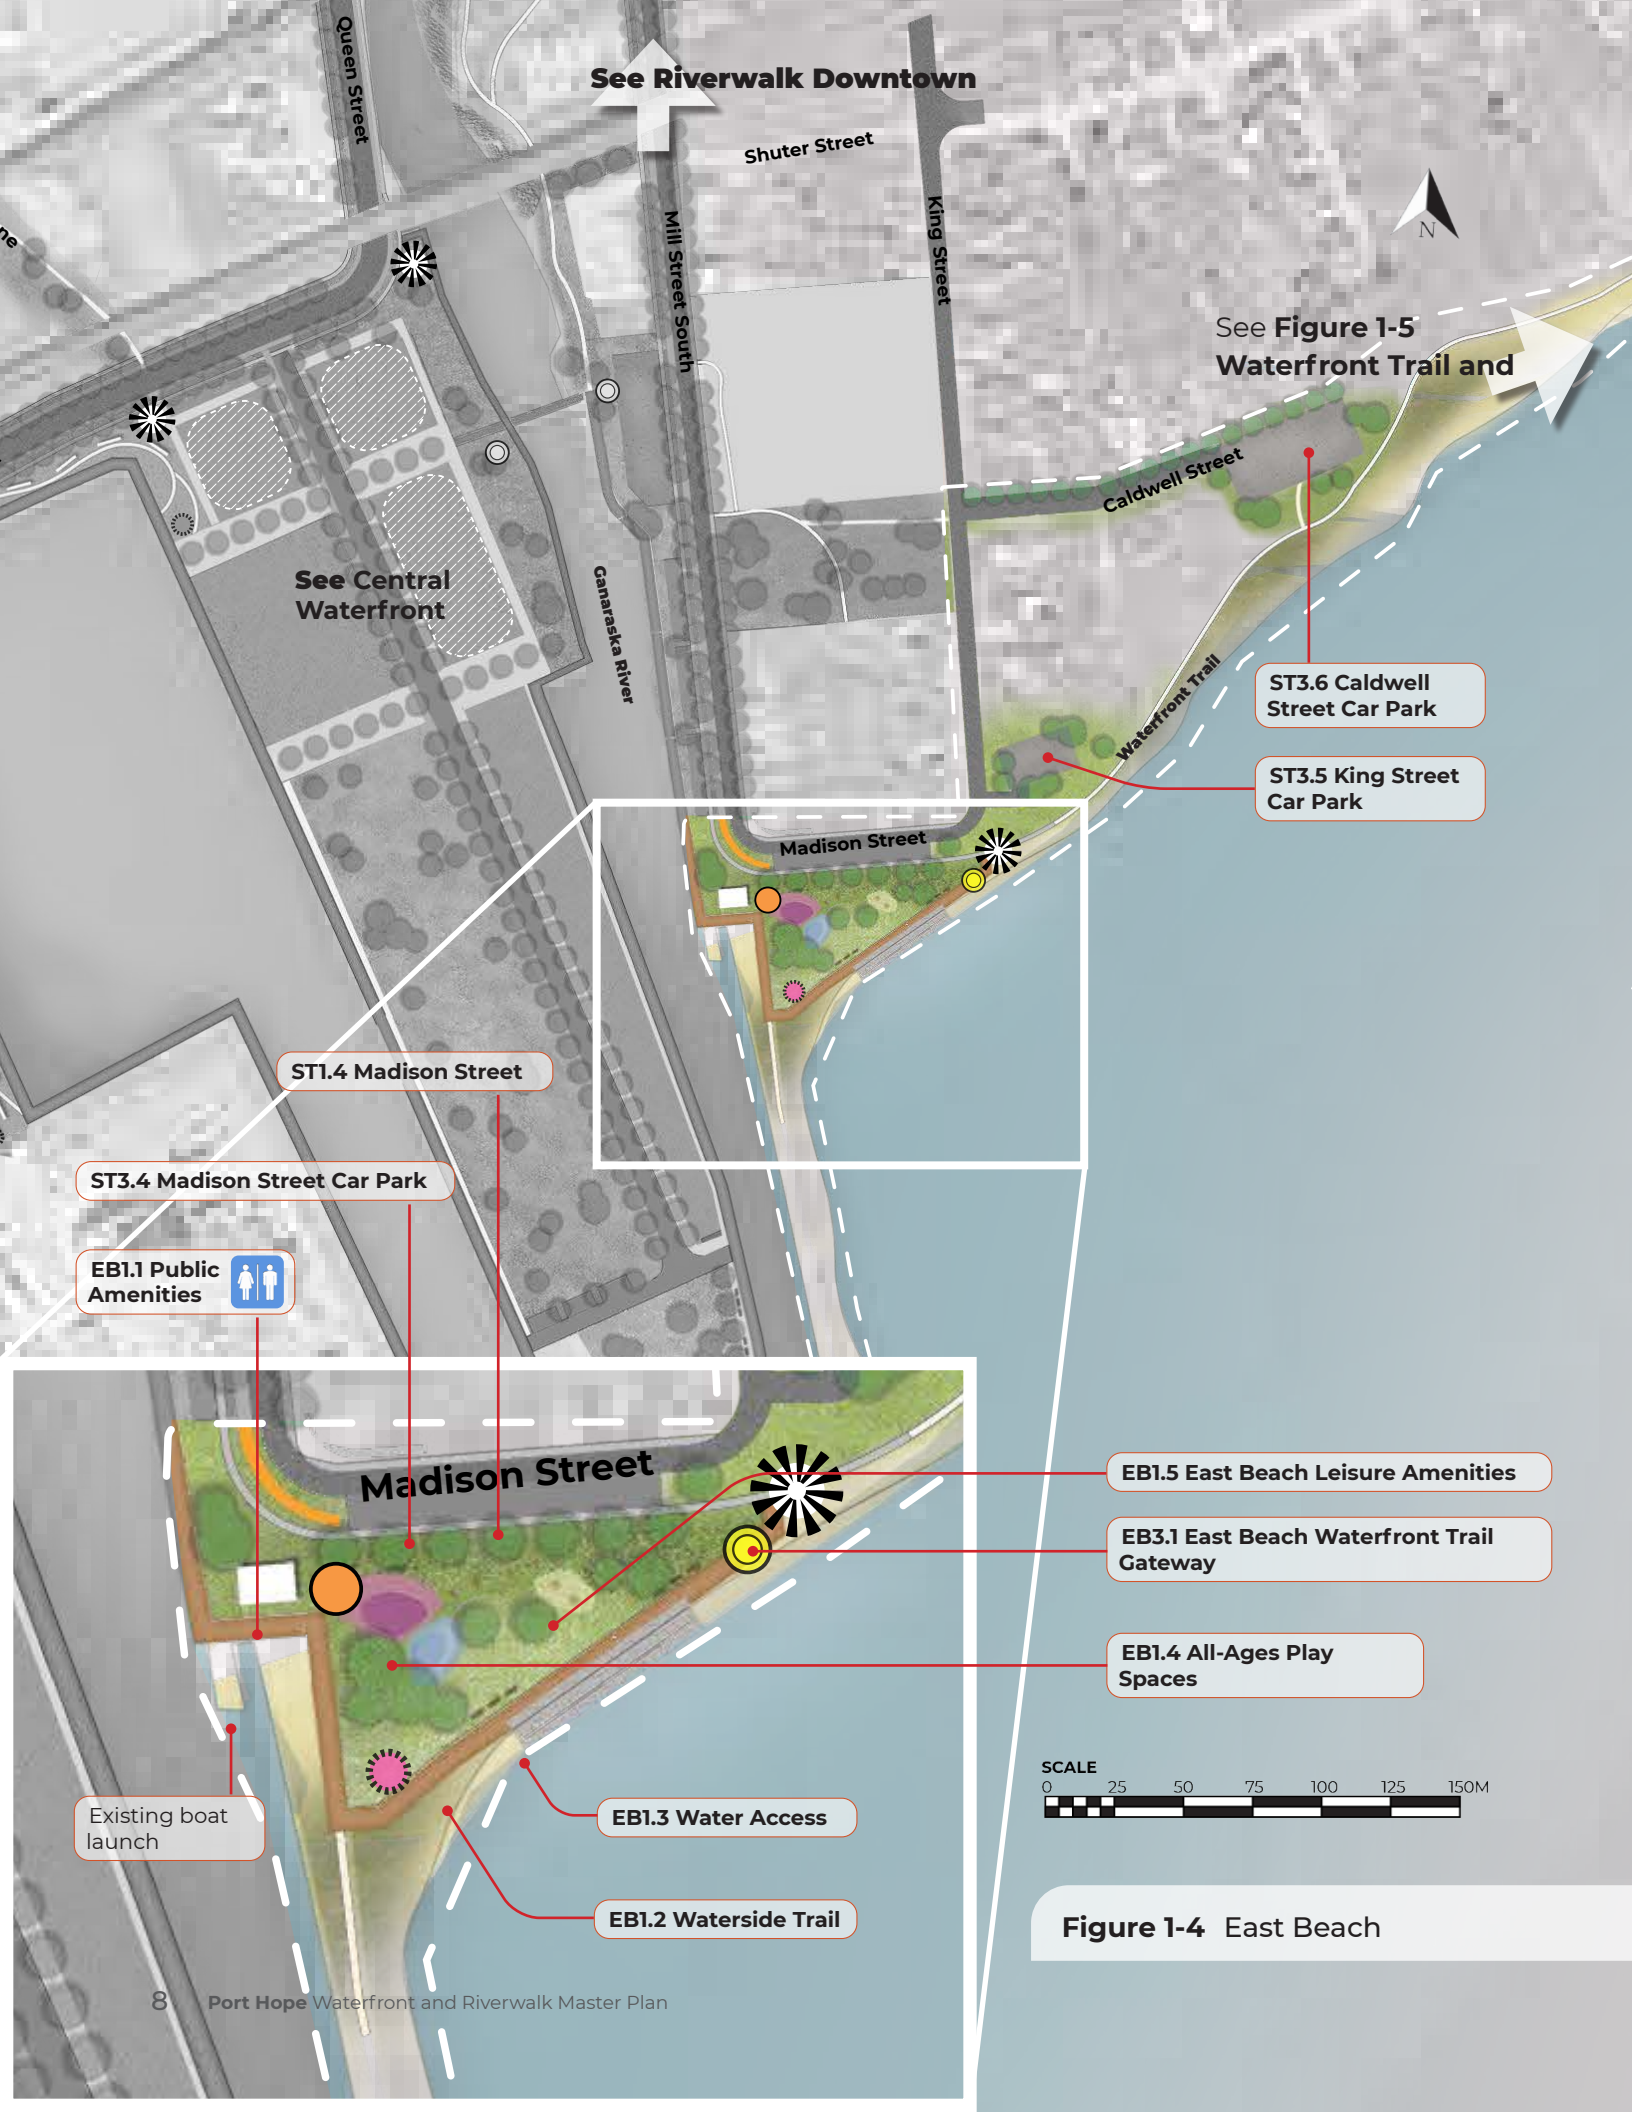 Queen Street
See Riverwalk Downtown
Shuter Street
King Street
Mill Street South
ne
N
See Figure 1-5
Waterfront Trail and
Caldwell Street
See Central
Waterfront
Ganaraska River
Waterfront Trail
ST3.6 Caldwell
Street Car Park
ST3.5 King Street
Car Park
Madison Street
ST1.4 Madison Street
ST3.4 Madison Street Car Park
EB1.1 Public
Amenities
Madison Street
EB1.5 East Beach Leisure Amenities
EB3.1 East Beach Waterfront Trail
Gateway
EB1.4 All-Ages Play
Spaces
Existing boat
launch
EB1.3 Water Access
EB1.2 Waterside Trail
SCALE
0 25 50 75 100 125 150M
Figure 1-4 East Beach
8 Port Hope Waterfront and Riverwalk Master Plan